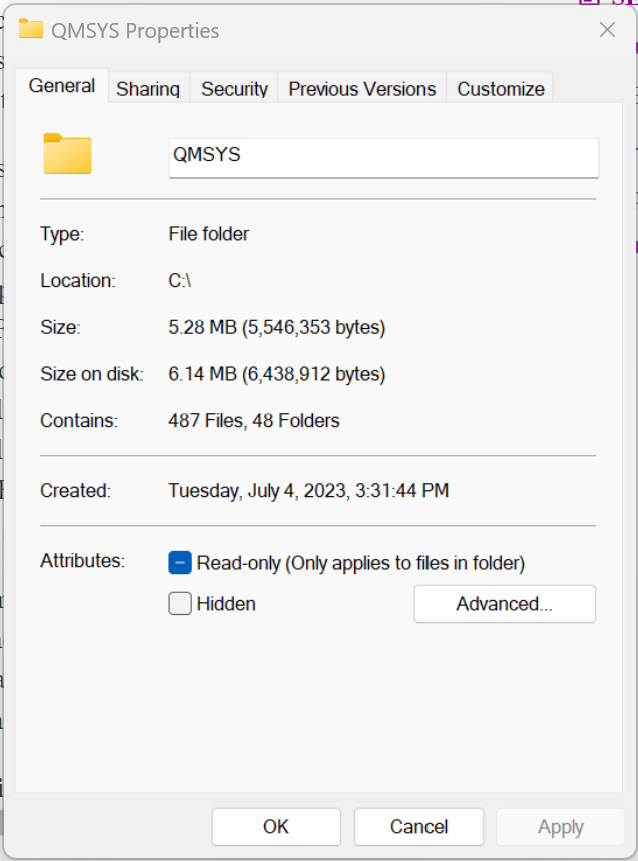 QMSYS Properties
General Sharing Security Previous Versions Customize
QMSYS
Type: File folder
Location: C:\
Size: 5.28 MB (5,546,353 bytes)
Size on disk: 6.14 MB (6,438,912 bytes)
Contains: 487 Files, 48 Folders
Created: Tuesday, July 4, 2023, 3:31:44 PM
Attributes: Read-only (Only applies to files in folder)
Hidden Advanced...
OK Cancel Apply